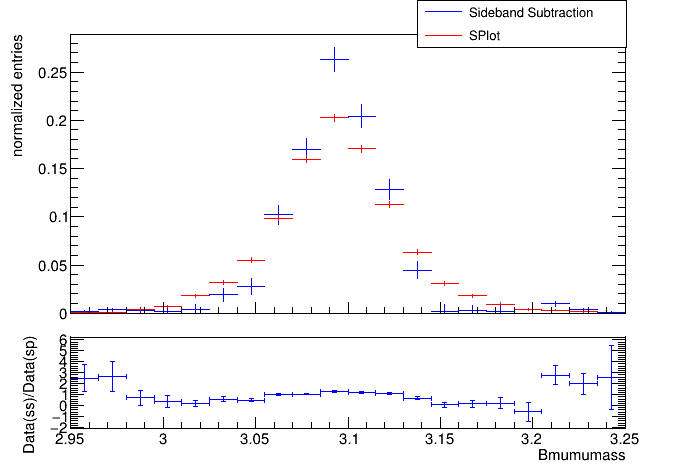 Sideband Subtraction
SPlot
normalized entries
0.25
0.2
0.15
0.1
0.05
0
Data(ss)/Data(sp)
6
5
4
3
2
1
0
−1
−2
2.95 3 3.05 3.1 3.15 3.2 3.25
Bmumumass